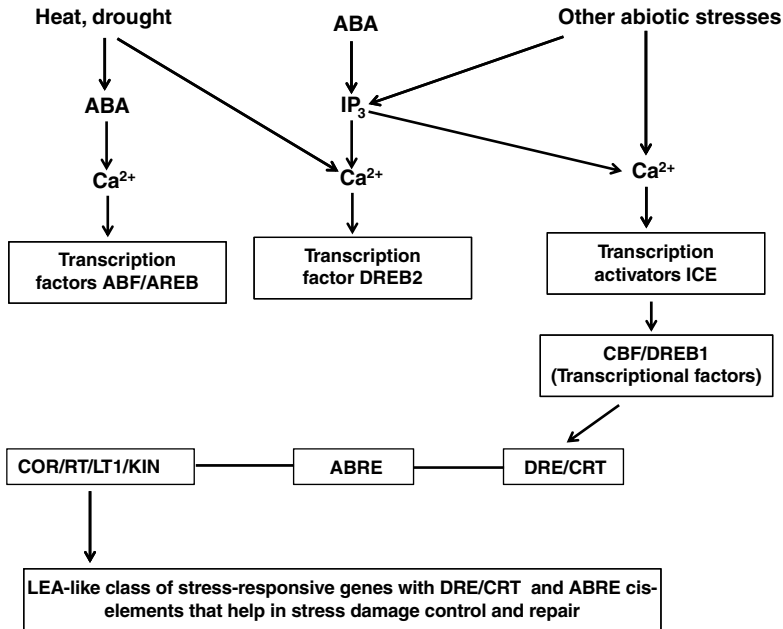 Heat, drought
ABA
Other abiotic stresses
ABA
IP₃
Ca²⁺
Ca²⁺
Ca²⁺
Transcription
factors ABF/AREB
Transcription
factor DREB2
Transcription
activators ICE
CBF/DREB1
(Transcriptional factors)
COR/RT/LT1/KIN
ABRE
DRE/CRT
LEA-like class of stress-responsive genes with DRE/CRT and ABRE cis-
elements that help in stress damage control and repair